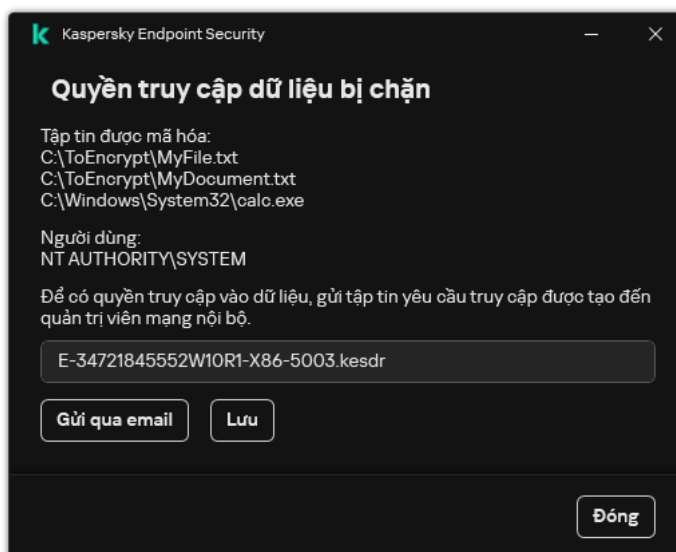 Kaspersky Endpoint Security
Quyền truy cập dữ liệu bị chặn
Tập tin được mã hóa:
C:\ToEncrypt\MyFile.txt
C:\ToEncrypt\MyDocument.txt
C:\Windows\System32\calc.exe
Người dùng:
NT AUTHORITY\SYSTEM
Để có quyền truy cập vào dữ liệu, gửi tập tin yêu cầu truy cập được tạo đến
quản trị viên mạng nội bộ.
E-34721845552W10R1-X86-5003.kesdr
Gửi qua email
Lưu
Đóng